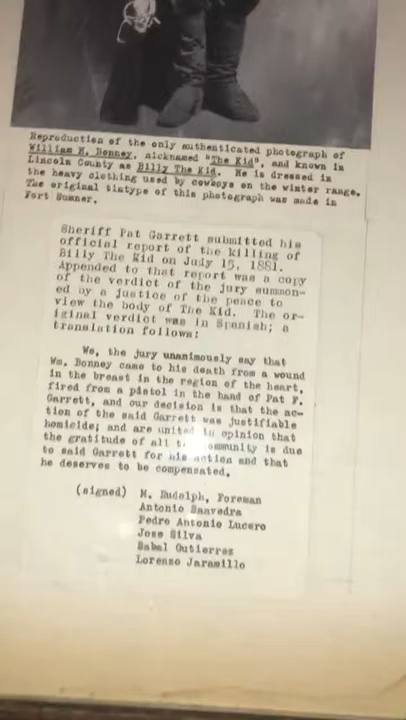 Reproduction of the only authenticated photograph of
William H. Bonney, nicknamed "The Kid", and known in
Lincoln County as Billy The Kid. He is dressed in
the heavy clothing used by cowboys on the winter range.
The original tintype of this photograph was made in
Fort Sumner.
Sheriff Pat Garrett submitted his
official report of the killing of
Billy The Kid on July 15, 1881.
Appended to that report was a copy
of the verdict of the jury summon-
ed by a justice of the peace to
view the body of The Kid. The or-
iginal verdict was in Spanish; a
translation follows:
We, the jury unanimously say that
Wm. Bonney came to his death from a wound
in the breast in the region of the heart,
fired from a pistol in the hand of Pat F.
Garrett, and our decision is that the ac-
tion of the said Garrett was justifiable
homicide; and are united in opinion that
the gratitude of all community is due
to said Garrett for his action and that
he deserves to be compensated.
(signed) M. Rudolph, Foreman
Antonio Saavedra
Pedro Antonio Lucero
Jose Silva
Sabal Gutierrez
Lorenzo Jaramillo